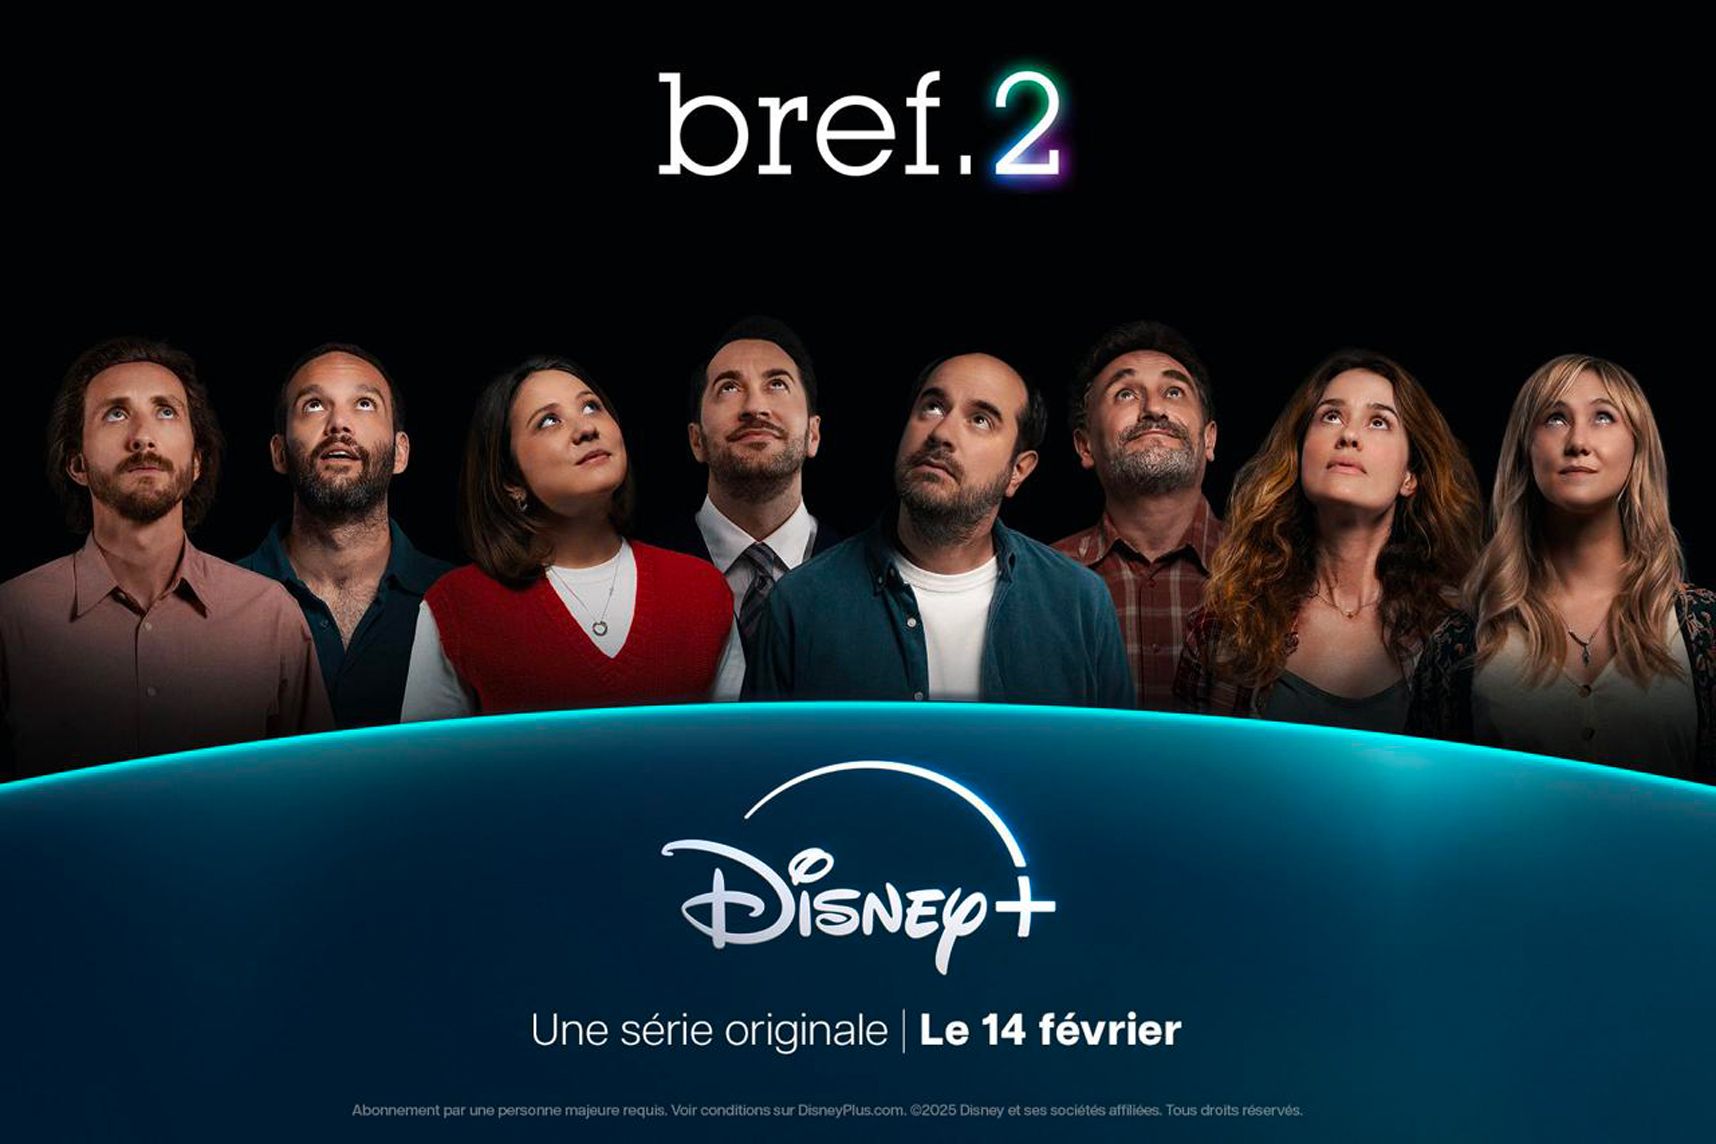 bref.2
Disney+
Une série originale | Le 14 février
Abonnement par une personne majeure requis. Voir conditions sur DisneyPlus.com. ©2025 Disney et ses sociétés affiliées. Tous droits réservés.